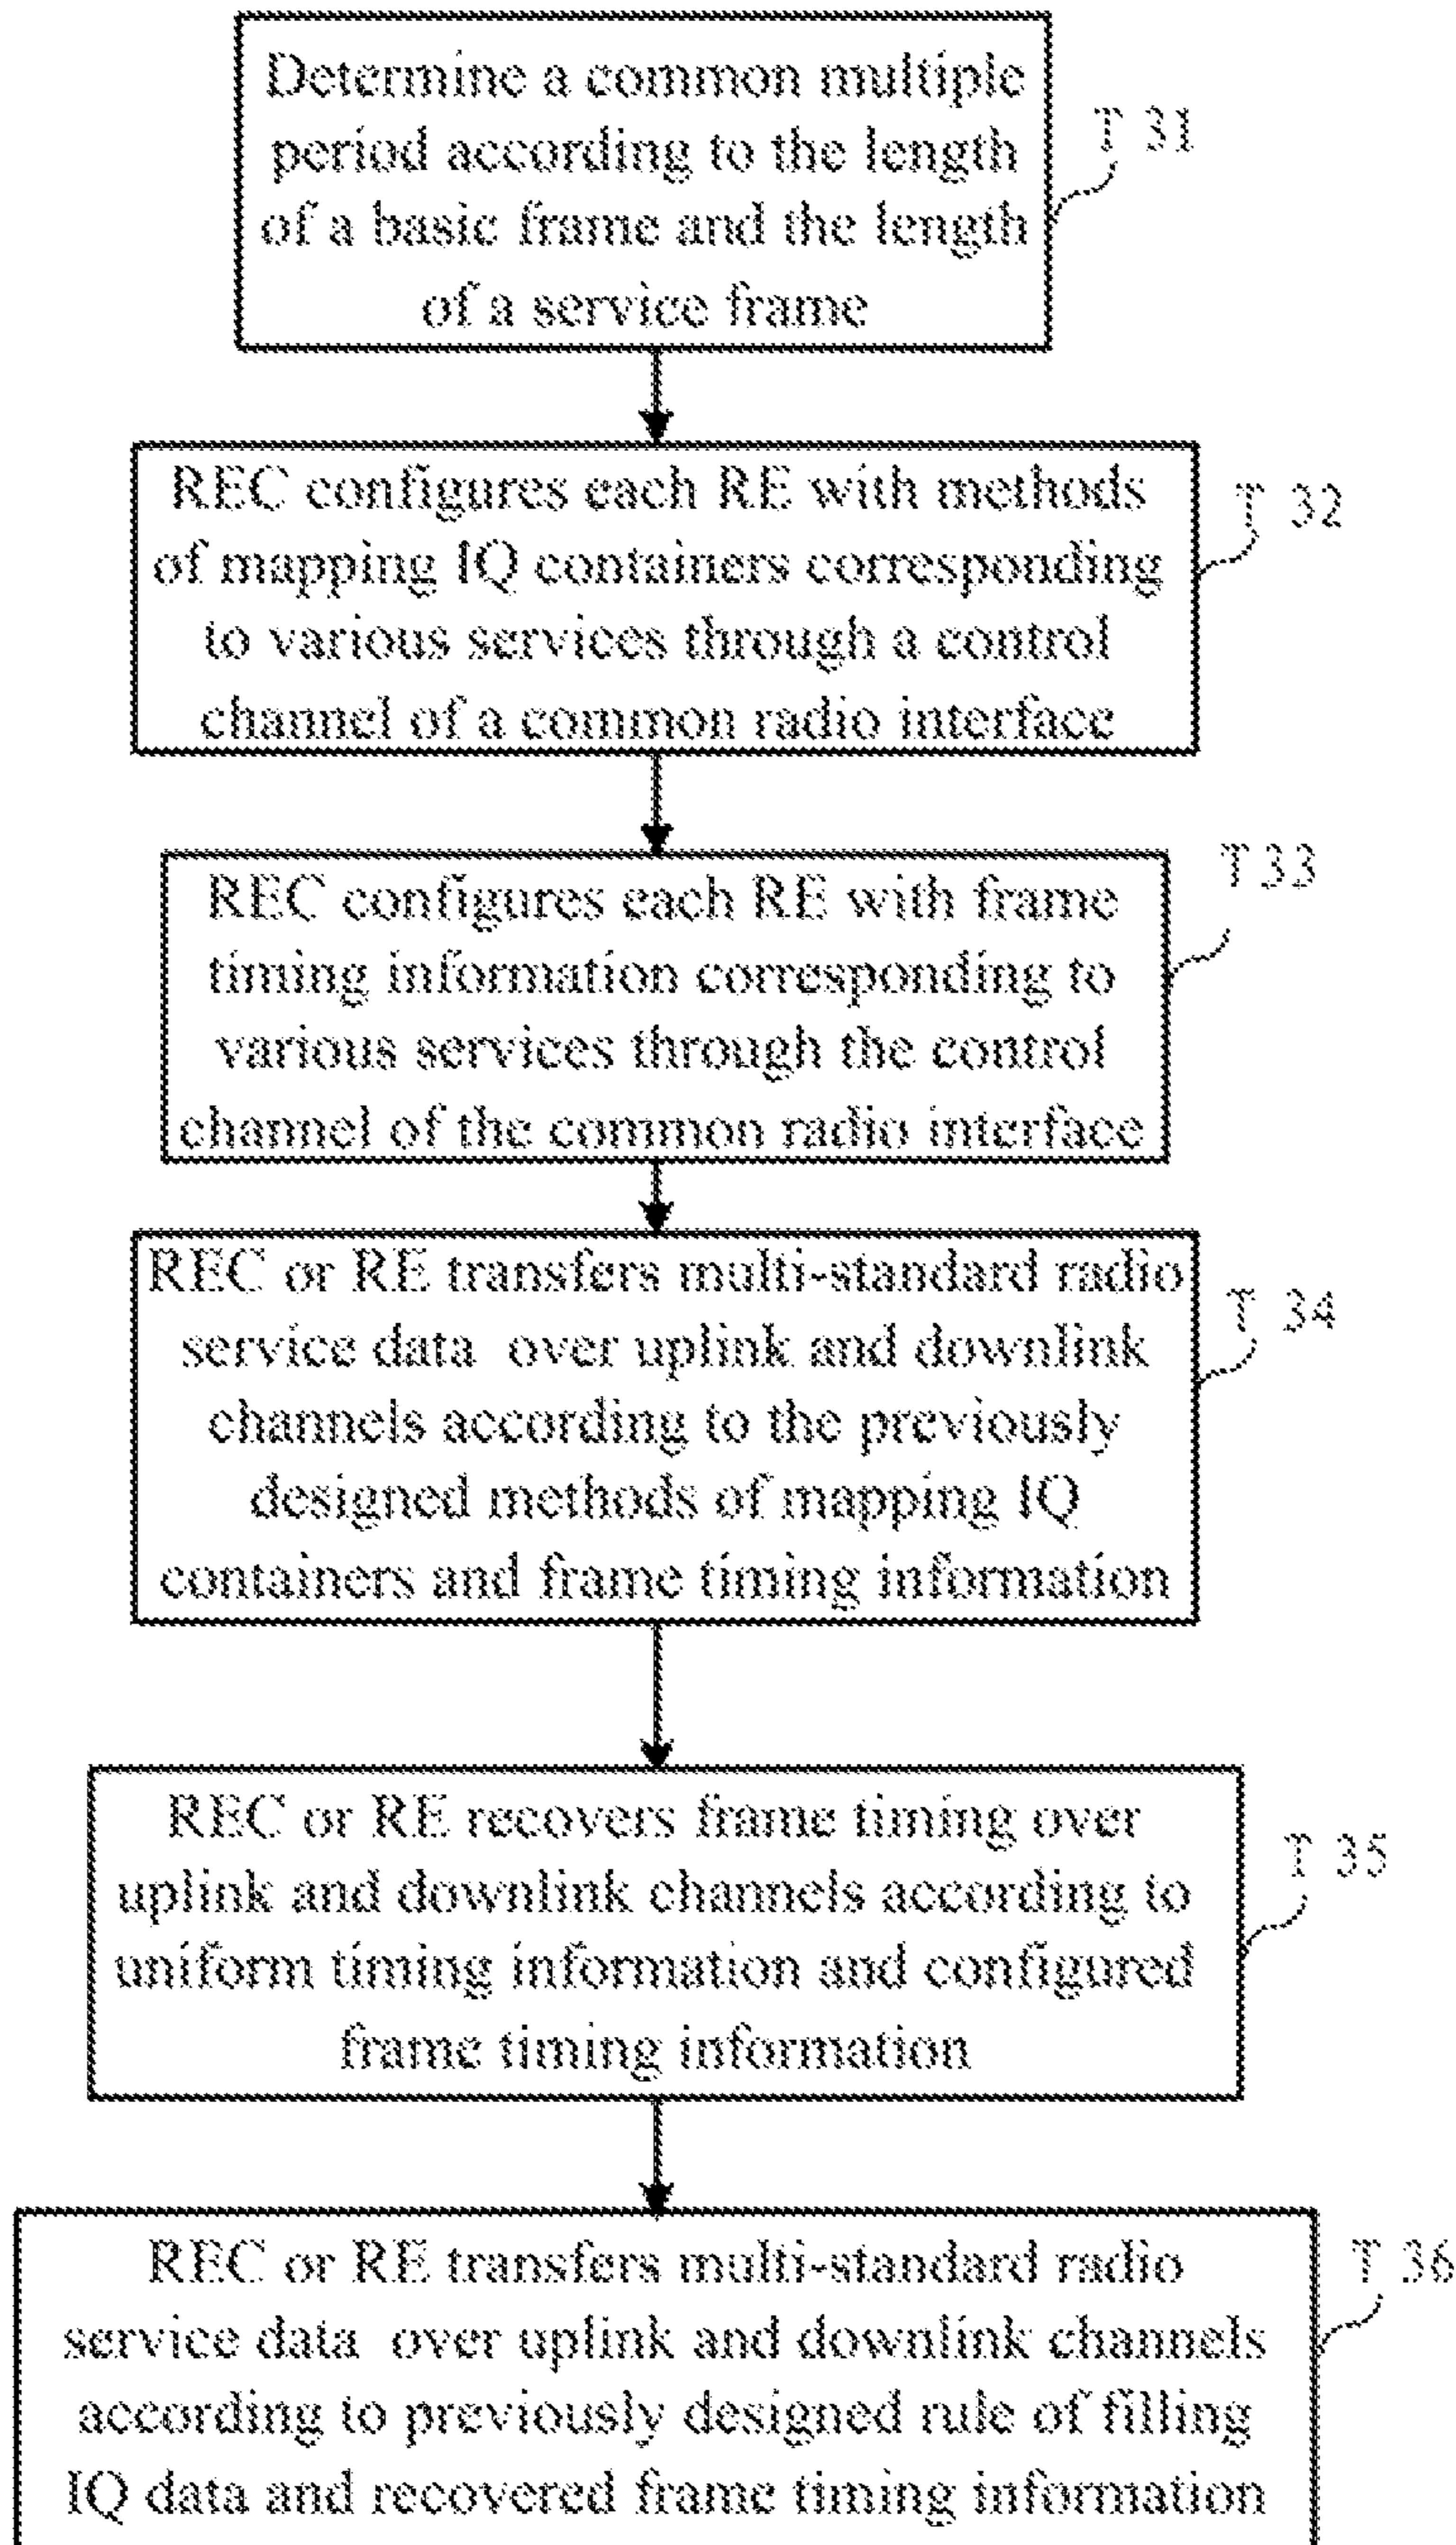 Determine a common multiple
period according to the length
of a basic frame and the length
of a service frame
T 31
REC configures each RE with methods
of mapping IQ containers corresponding
to various services through a control
channel of a common radio interface
T 32
REC configures each RE with frame
timing information corresponding to
various services through the control
channel of the common radio interface
T 33
REC or RE transfers multi-standard radio
service data over uplink and downlink
channels according to the previously
designed methods of mapping IQ
containers and frame timing information
T 34
REC or RE recovers frame timing over
uplink and downlink channels according to
uniform timing information and configured
frame timing information
T 35
REC or RE transfers multi-standard radio
service data over uplink and downlink channels
according to previously designed rule of filling
IQ data and recovered frame timing information
T 36